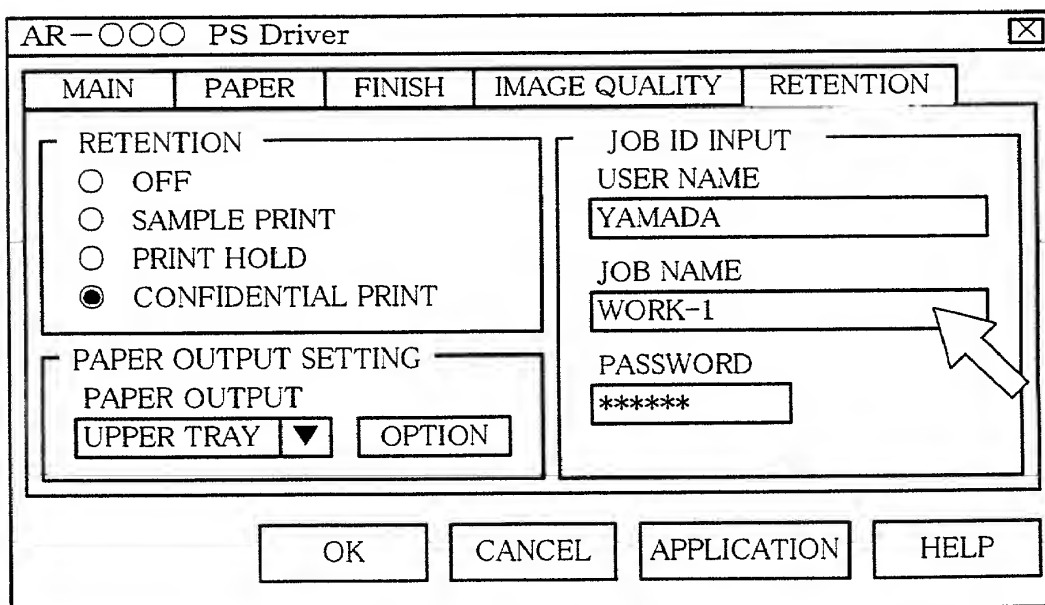 AR-○○○ PS Driver
MAIN PAPER FINISH IMAGE QUALITY RETENTION
RETENTION
OFF
SAMPLE PRINT
PRINT HOLD
CONFIDENTIAL PRINT
PAPER OUTPUT SETTING
PAPER OUTPUT
UPPER TRAY ▼ OPTION
JOB ID INPUT
USER NAME
YAMADA
JOB NAME
WORK-1
PASSWORD
******
OK CANCEL APPLICATION HELP